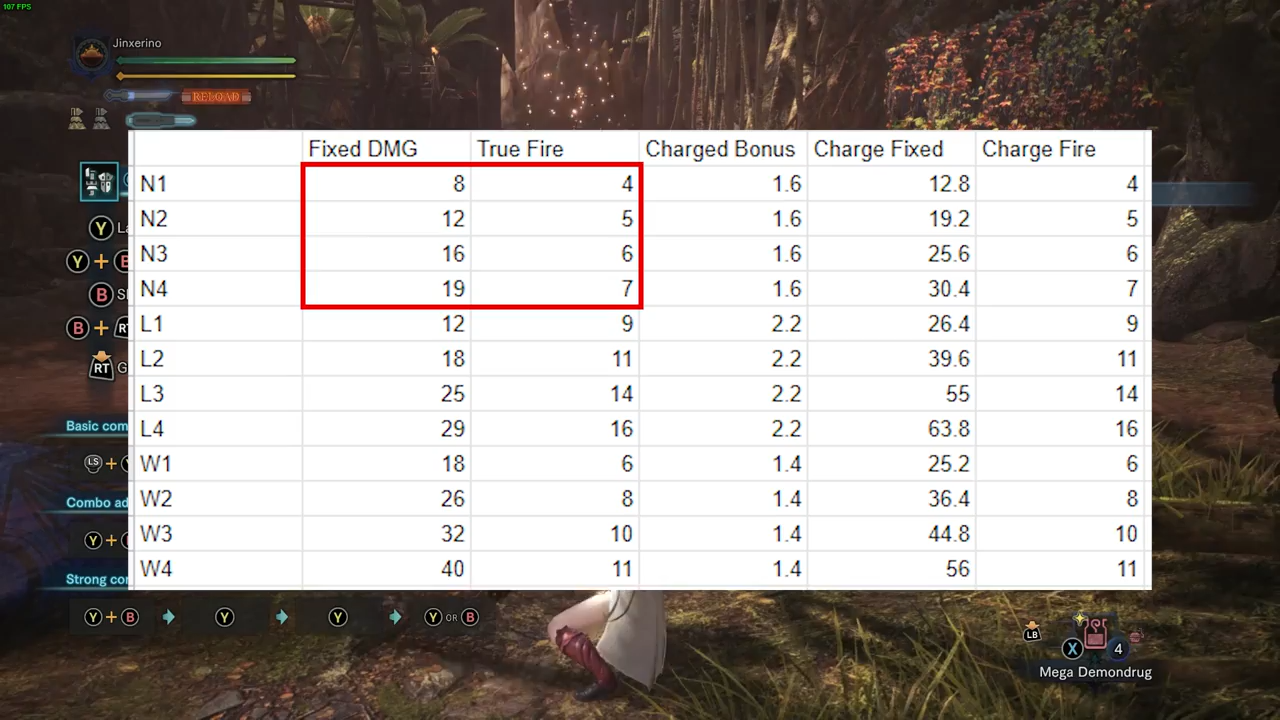 107 FPS
Jinxerino
RELOAD
Fixed DMG True Fire Charged Bonus Charge Fixed Charge Fire
N1 8 4 1.6 12.8 4
N2 12 5 1.6 19.2 5
N3 16 6 1.6 25.6 6
N4 19 7 1.6 30.4 7
L1 12 9 2.2 26.4 9
L2 18 11 2.2 39.6 11
L3 25 14 2.2 55 14
L4 29 16 2.2 63.8 16
W1 18 6 1.4 25.2 6
W2 26 8 1.4 36.4 8
W3 32 10 1.4 44.8 10
W4 40 11 1.4 56 11
Y
Y + B
B
B +
RT
Basic
LS +
Combo
Y +
Strong
Y + B Y Y Y OR B
LB
X 4
Mega Demondrug